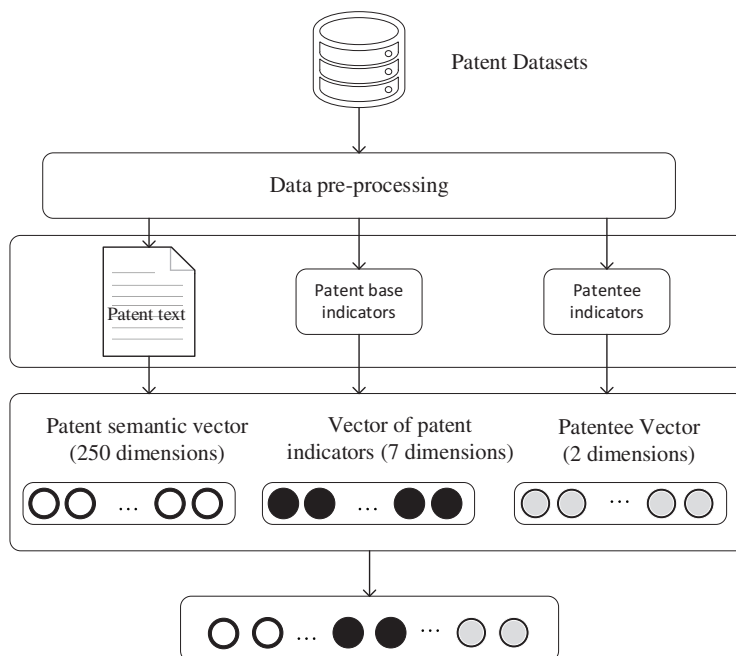 Patent Datasets
Data pre-processing
Patent text
Patent base
indicators
Patentee
indicators
Patent semantic vector
(250 dimensions)
Vector of patent
indicators (7 dimensions)
Patentee Vector
(2 dimensions)
...
...
...
...
...